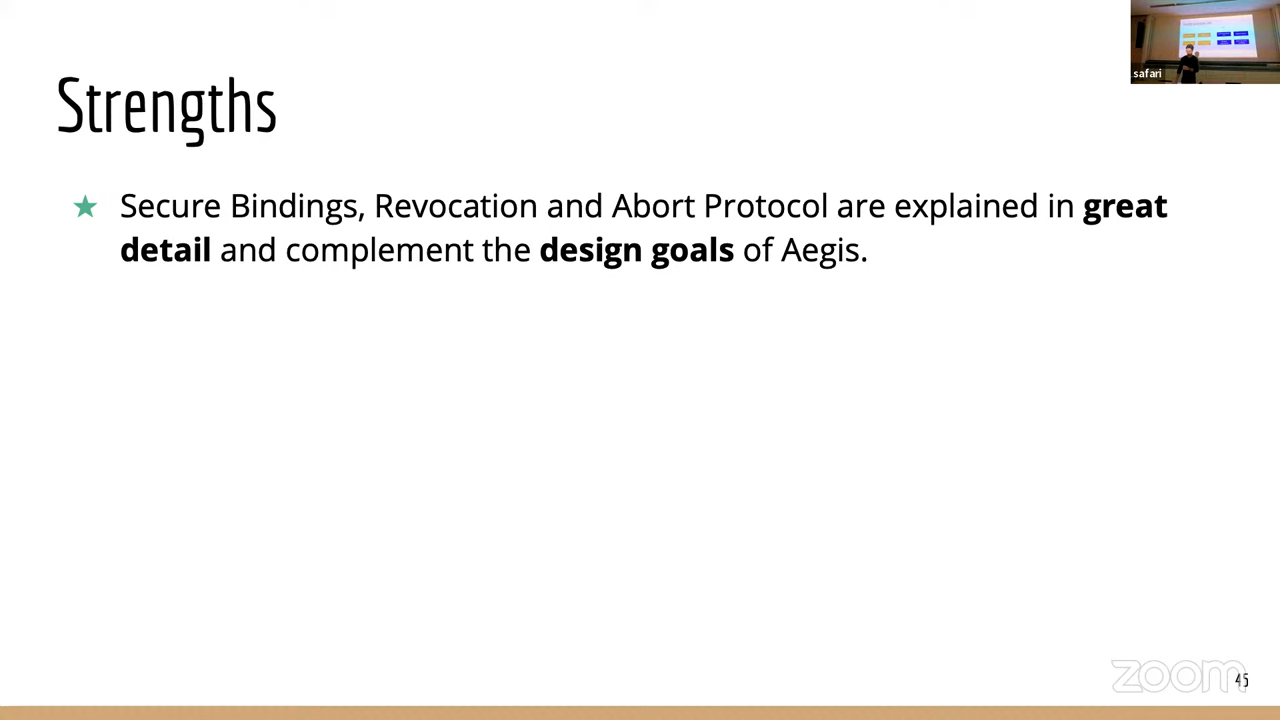 safari
Strengths
★ Secure Bindings, Revocation and Abort Protocol are explained in great
detail and complement the design goals of Aegis.
zoom
45